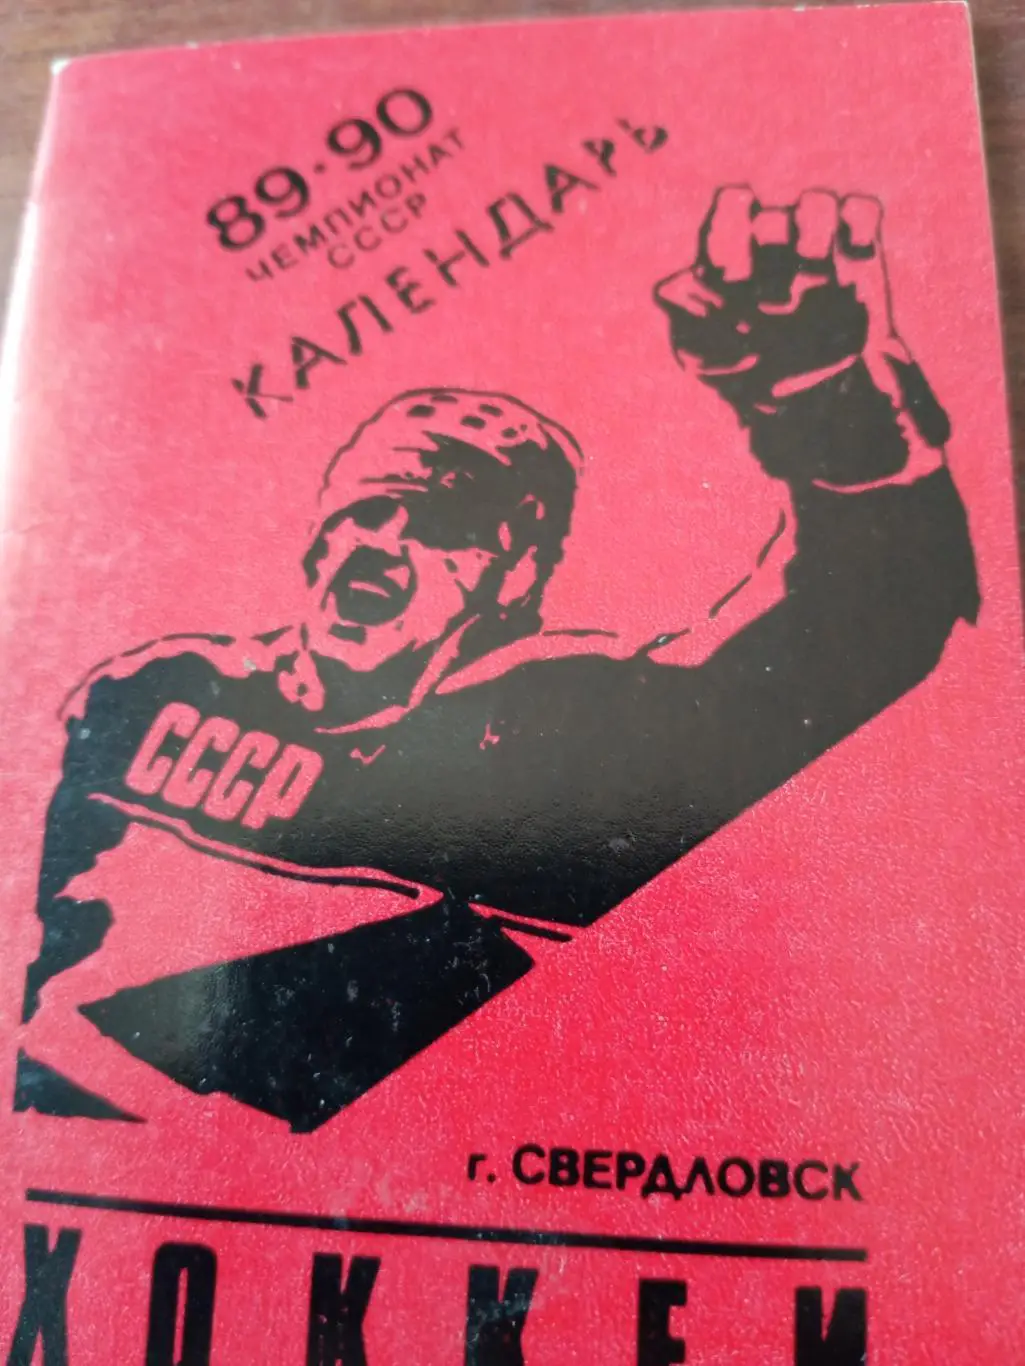 89·90
ЧЕМПИОНАТ
СССР
КАЛЕНДАРЬ
СССР
г. СВЕРДЛОВСК
ХОККЕЙ